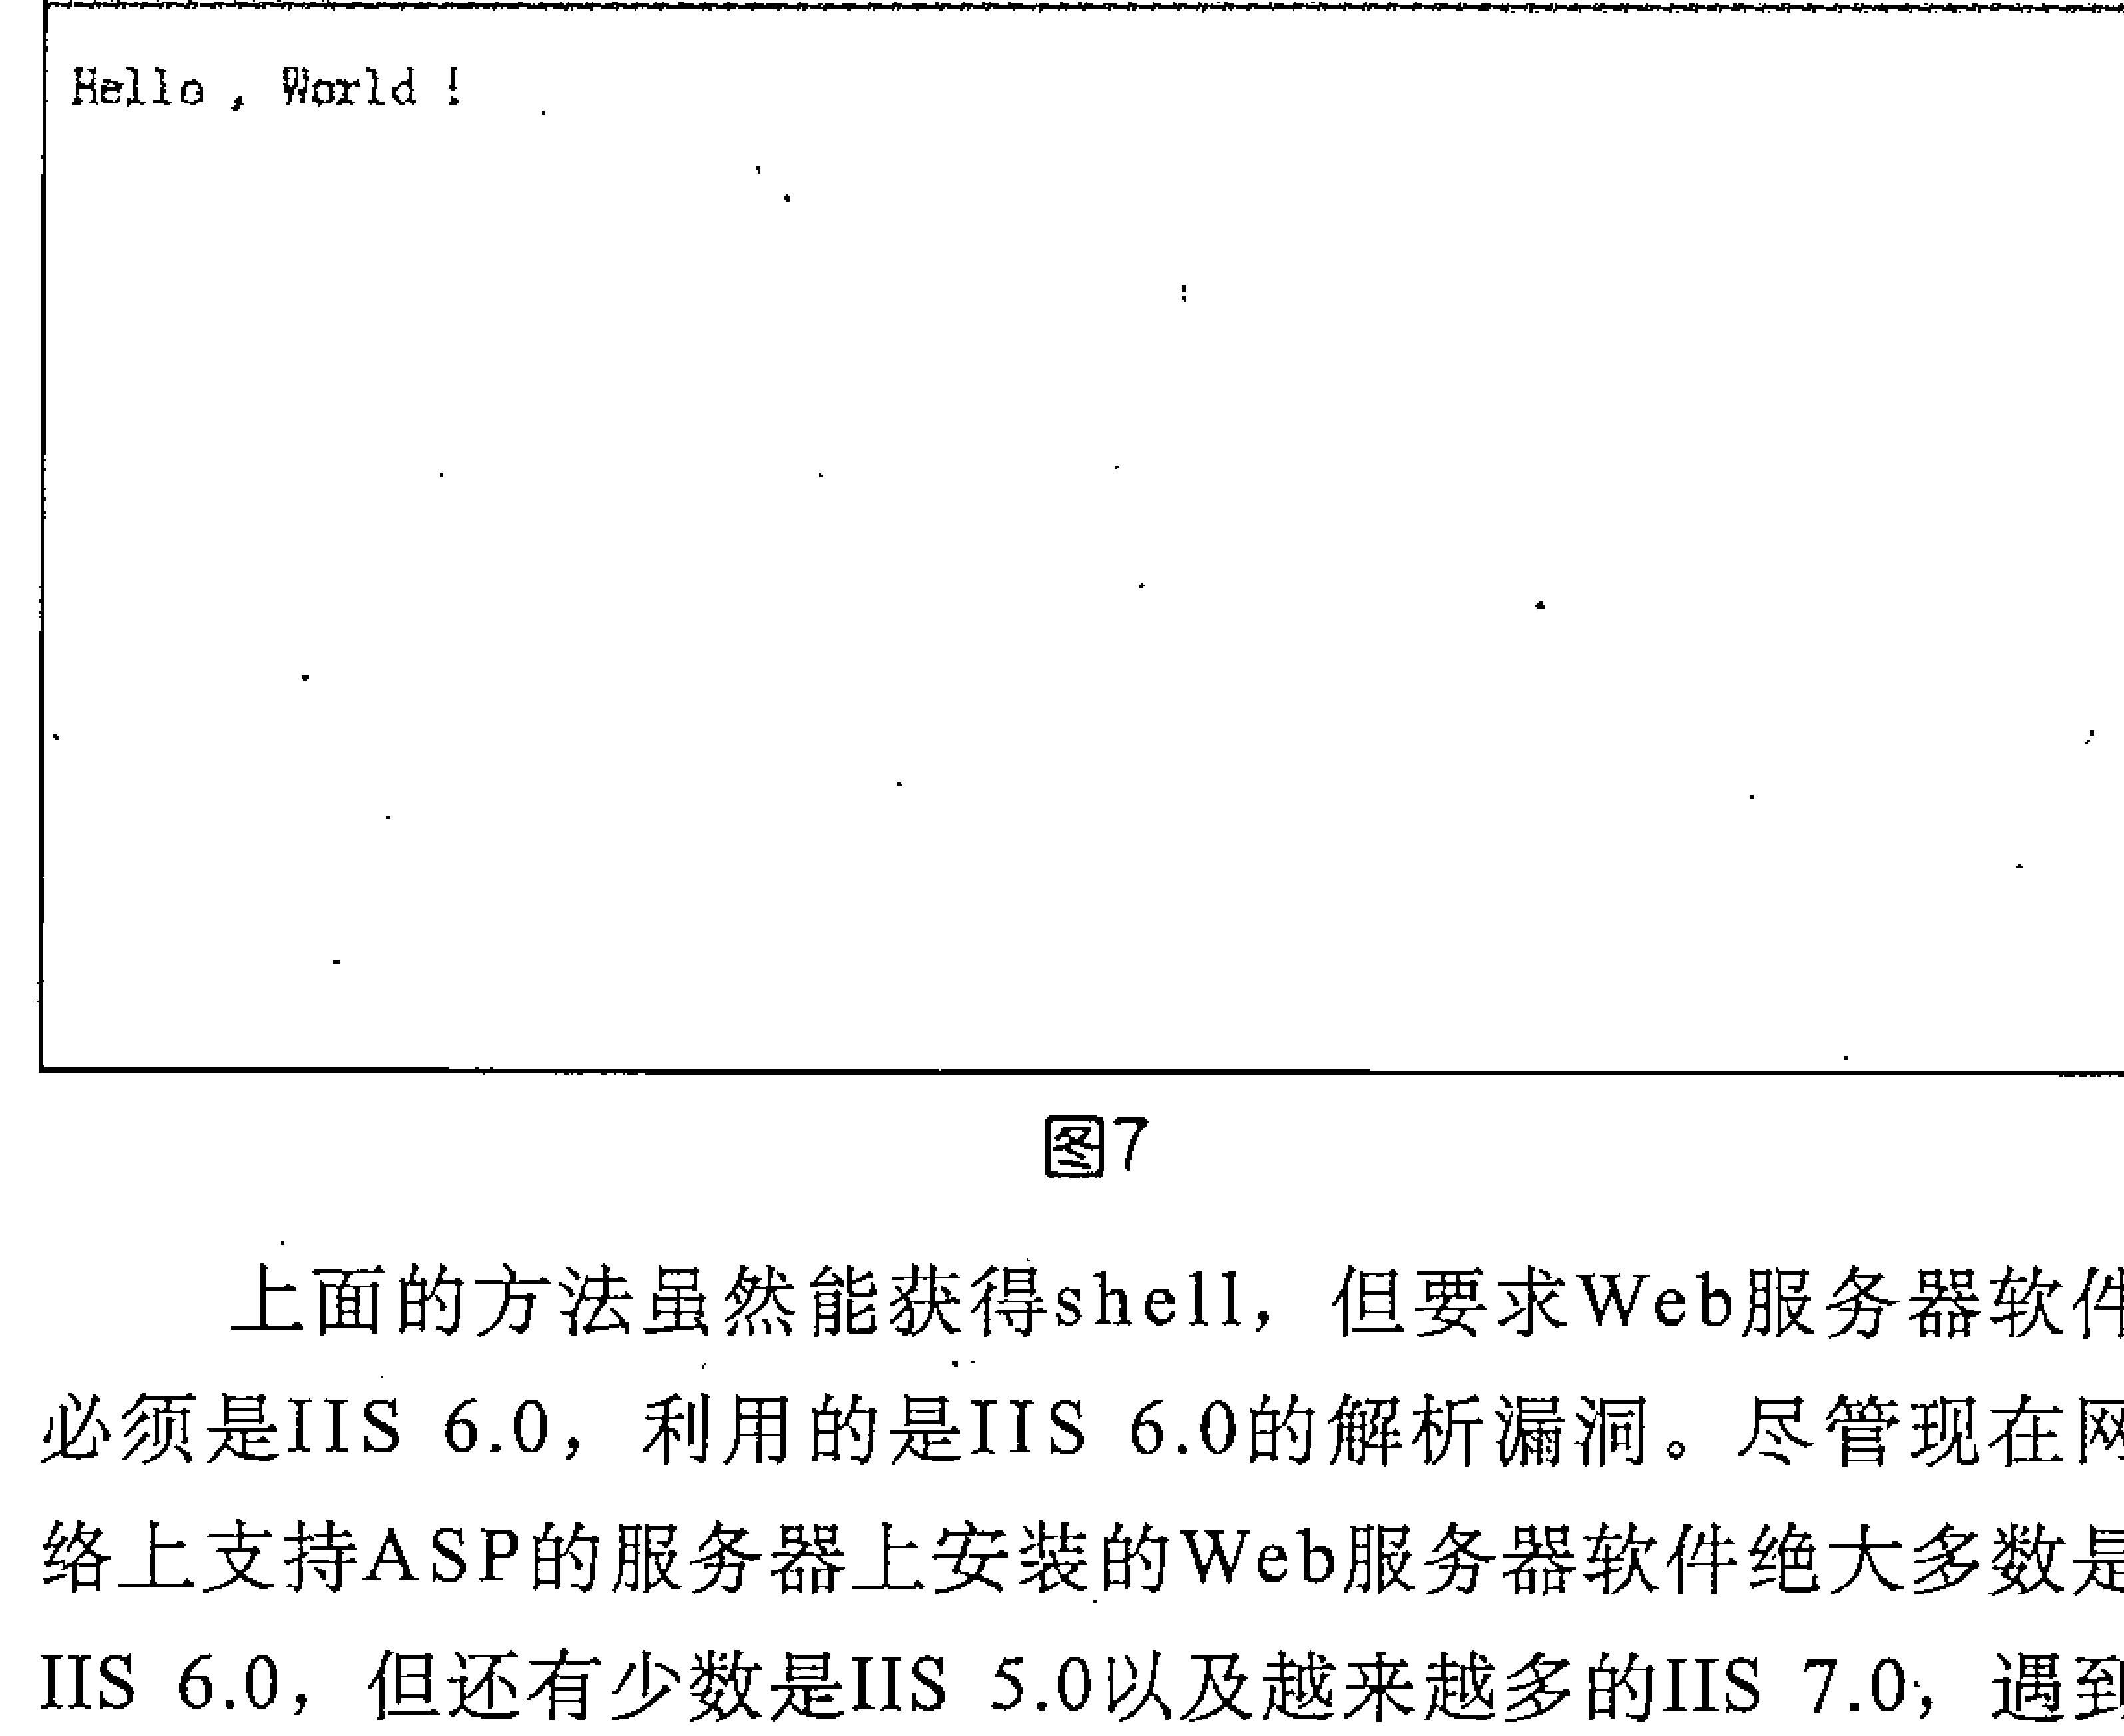 Hello , World !
图7
上面的方法虽然能获得shell，但要求Web服务器软件
必须是IIS 6.0，利用的是IIS 6.0的解析漏洞。尽管现在网
络上支持ASP的服务器上安装的Web服务器软件绝大多数是
IIS 6.0，但还有少数是IIS 5.0以及越来越多的IIS 7.0，遇到